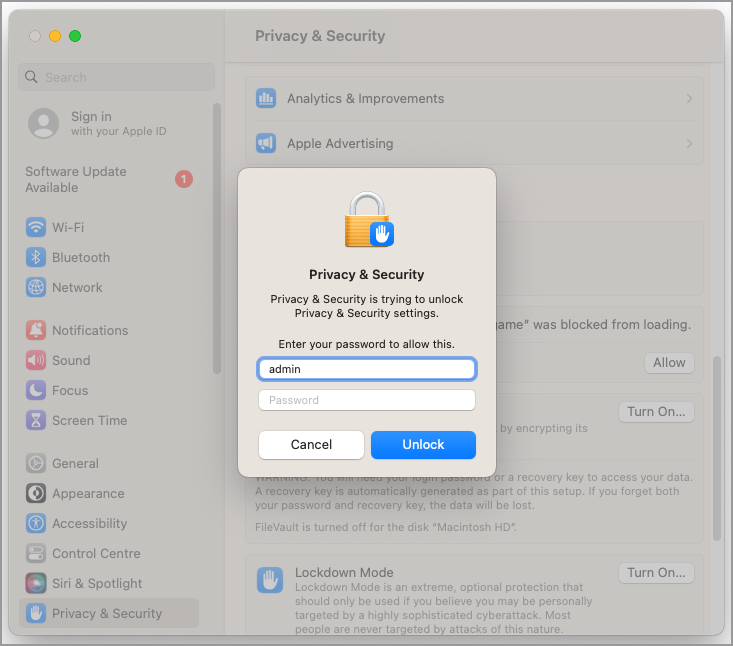 Privacy & Security
Search
Sign in
with your Apple ID
Software Update
Available
1
Wi-Fi
Bluetooth
Network
Notifications
Sound
Focus
Screen Time
General
Appearance
Accessibility
Control Centre
Siri & Spotlight
Privacy & Security
Analytics & Improvements
Apple Advertising
Privacy & Security
Privacy & Security is trying to unlock
Privacy & Security settings.
Enter your password to allow this.
admin
Password
Cancel
Unlock
game” was blocked from loading.
Allow
Turn On...
by encrypting its
WARNING: You will need your login password or a recovery key to access your data.
A recovery key is automatically generated as part of this setup. If you forget both
your password and recovery key, the data will be lost.
FileVault is turned off for the disk “Macintosh HD”.
Lockdown Mode
Turn On...
Lockdown Mode is an extreme, optional protection that
should only be used if you believe you may be personally
targeted by a highly sophisticated cyberattack. Most
people are never targeted by attacks of this nature.